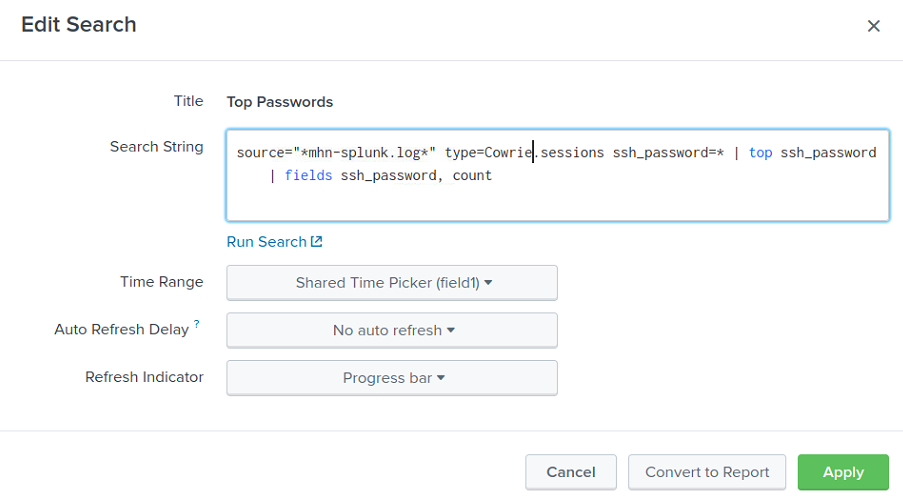 Edit Search
Title Top Passwords
Search String
source="*mhn-splunk.log*" type=Cowrie.sessions ssh_password=* | top ssh_password
| fields ssh_password, count
Run Search
Time Range Shared Time Picker (field1)
Auto Refresh Delay ? No auto refresh
Refresh Indicator Progress bar
Cancel Convert to Report Apply